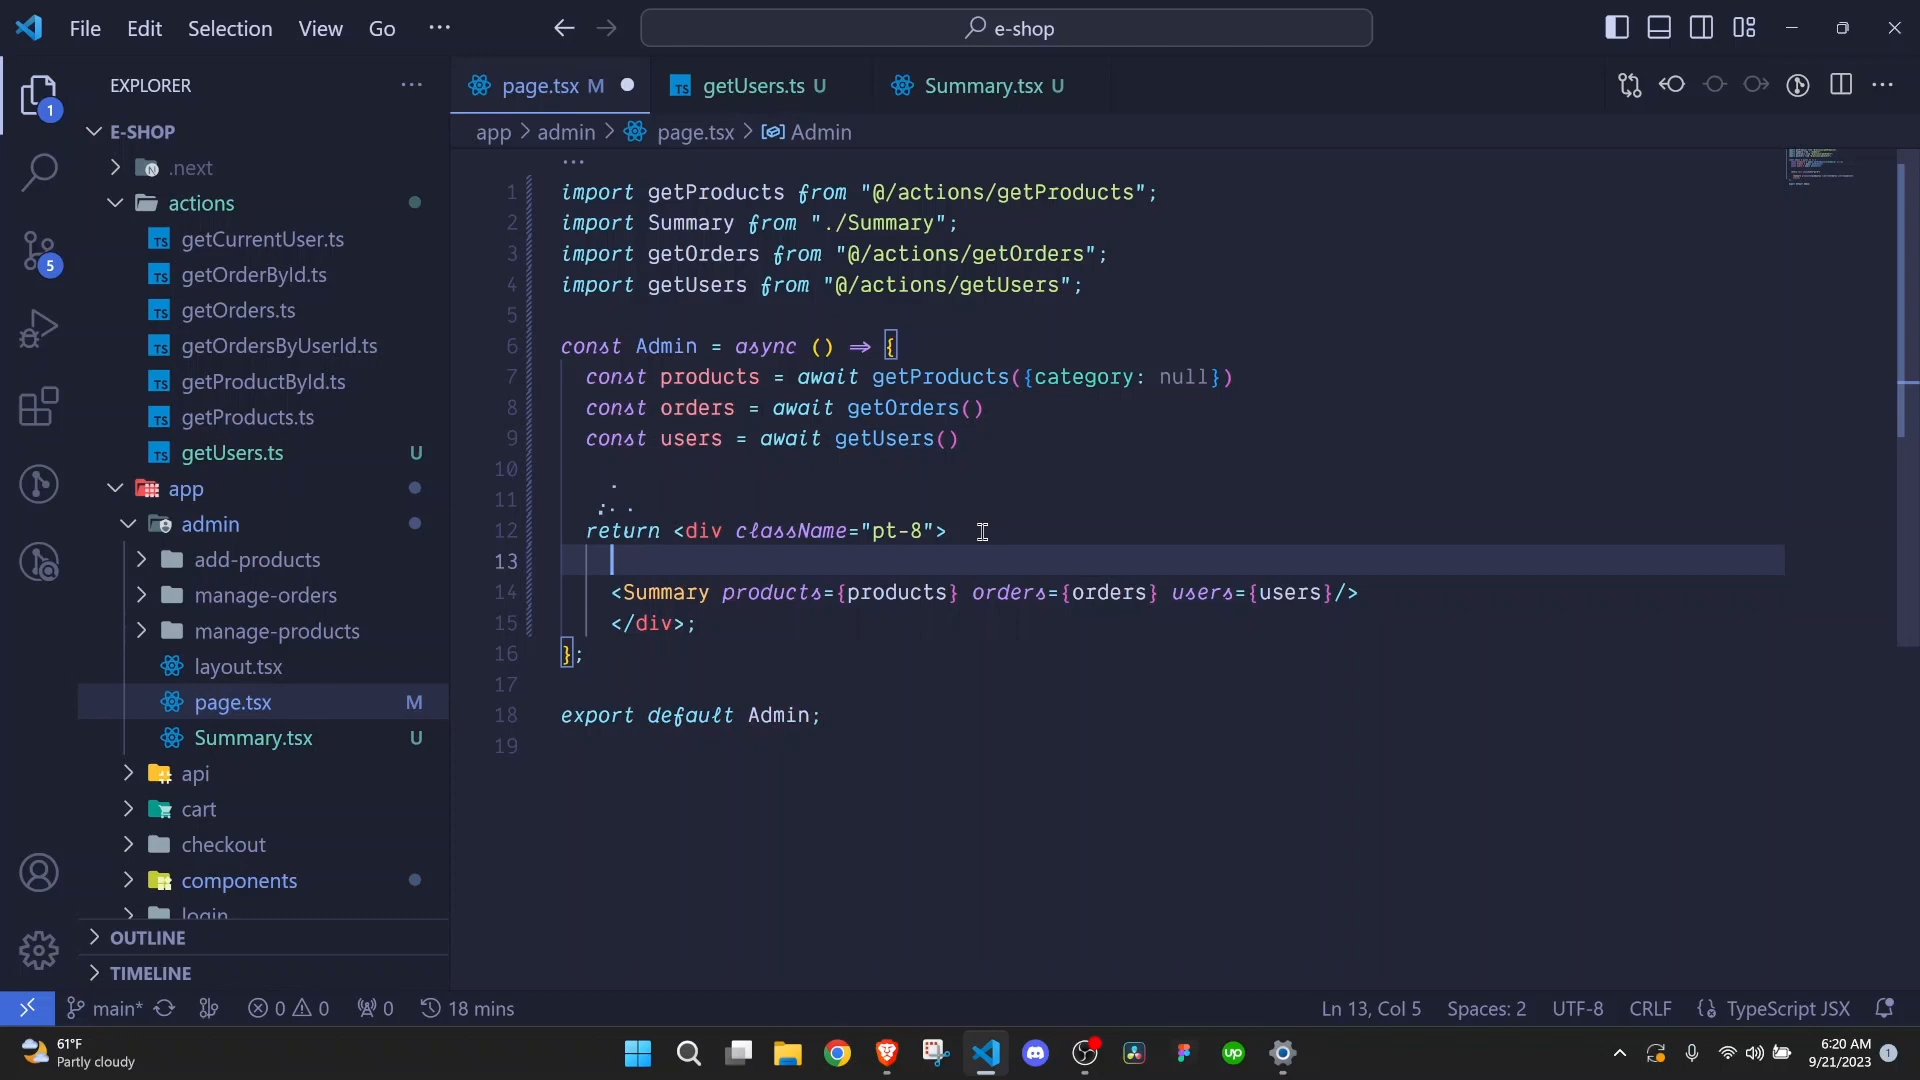 File Edit Selection View Go ···
e-shop
EXPLORER ···
E-SHOP
.next
actions
getCurrentUser.ts
getOrderById.ts
getOrders.ts
getOrdersByUserId.ts
getProductById.ts
getProducts.ts
getUsers.ts U
app
admin
add-products
manage-orders
manage-products
layout.tsx
page.tsx M
Summary.tsx U
api
cart
checkout
components
login
OUTLINE
TIMELINE
1
5
page.tsx M
TS getUsers.ts U
Summary.tsx U
app > admin > page.tsx > Admin
···
1 import getProducts from "@/actions/getProducts";
2 import Summary from "./Summary";
3 import getOrders from "@/actions/getOrders";
4 import getUsers from "@/actions/getUsers";
5
6 const Admin = async () ⇒ {
7 const products = await getProducts({category: null})
8 const orders = await getOrders()
9 const users = await getUsers()
10
11
12 return <div className="pt-8">
13
14 <Summary products={products} orders={orders} users={users}/>
15 </div>;
16 };
17
18 export default Admin;
19
main* 0 0 0 18 mins
Ln 13, Col 5 Spaces: 2 UTF-8 CRLF TypeScript JSX
61°F
Partly cloudy
up
6:20 AM
9/21/2023
1